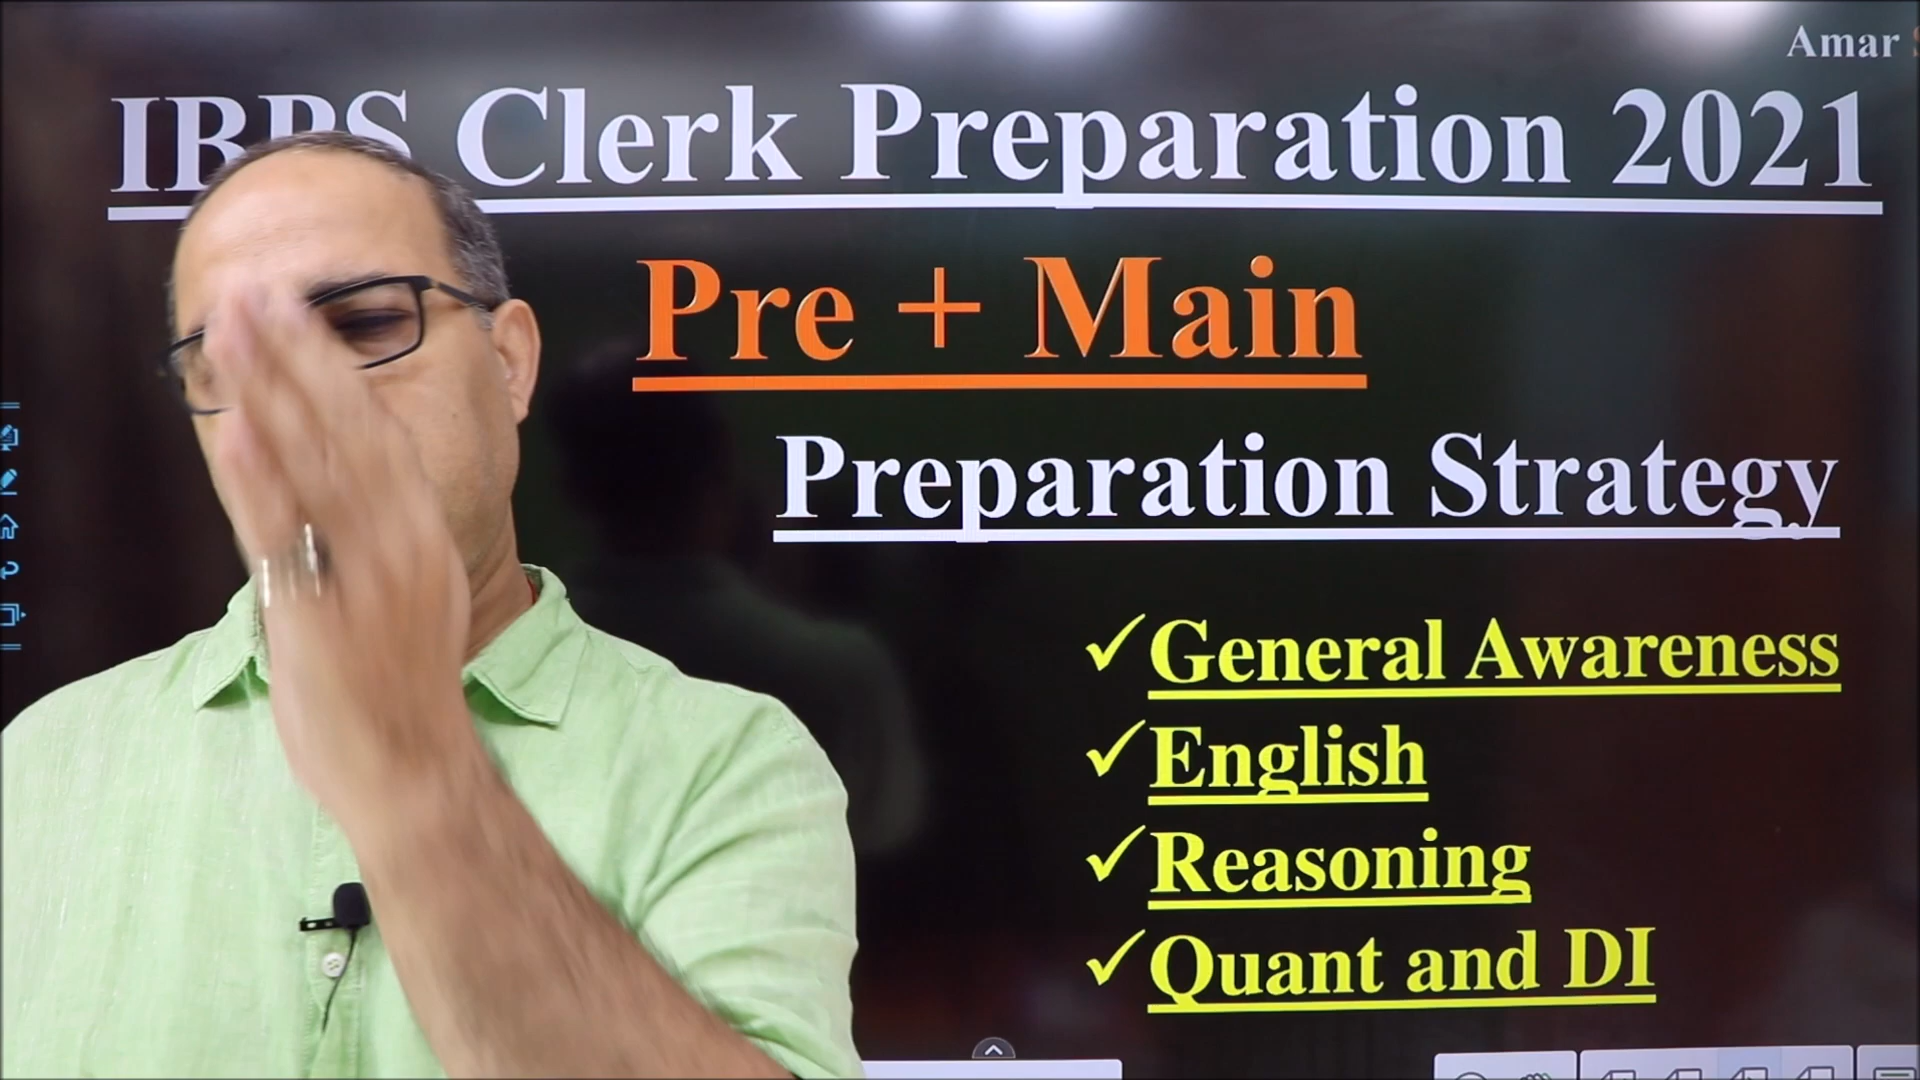 Amar
IBPS Clerk Preparation 2021
Pre + Main
Preparation Strategy
✓General Awareness
✓English
✓Reasoning
✓Quant and DI